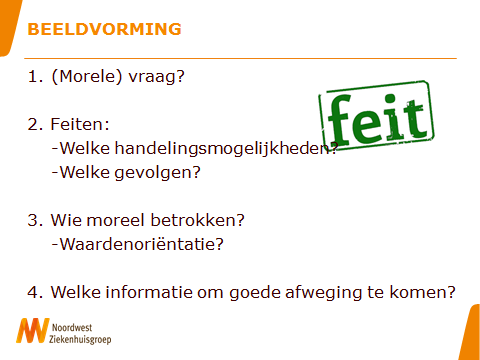 BEELDVORMING
1. (Morele) vraag?
feit
2. Feiten:
-Welke handelingsmogelijkheden?
-Welke gevolgen?
3. Wie moreel betrokken?
-Waardenoriëntatie?
4. Welke informatie om goede afweging te komen?
Noordwest
Ziekenhuisgroep